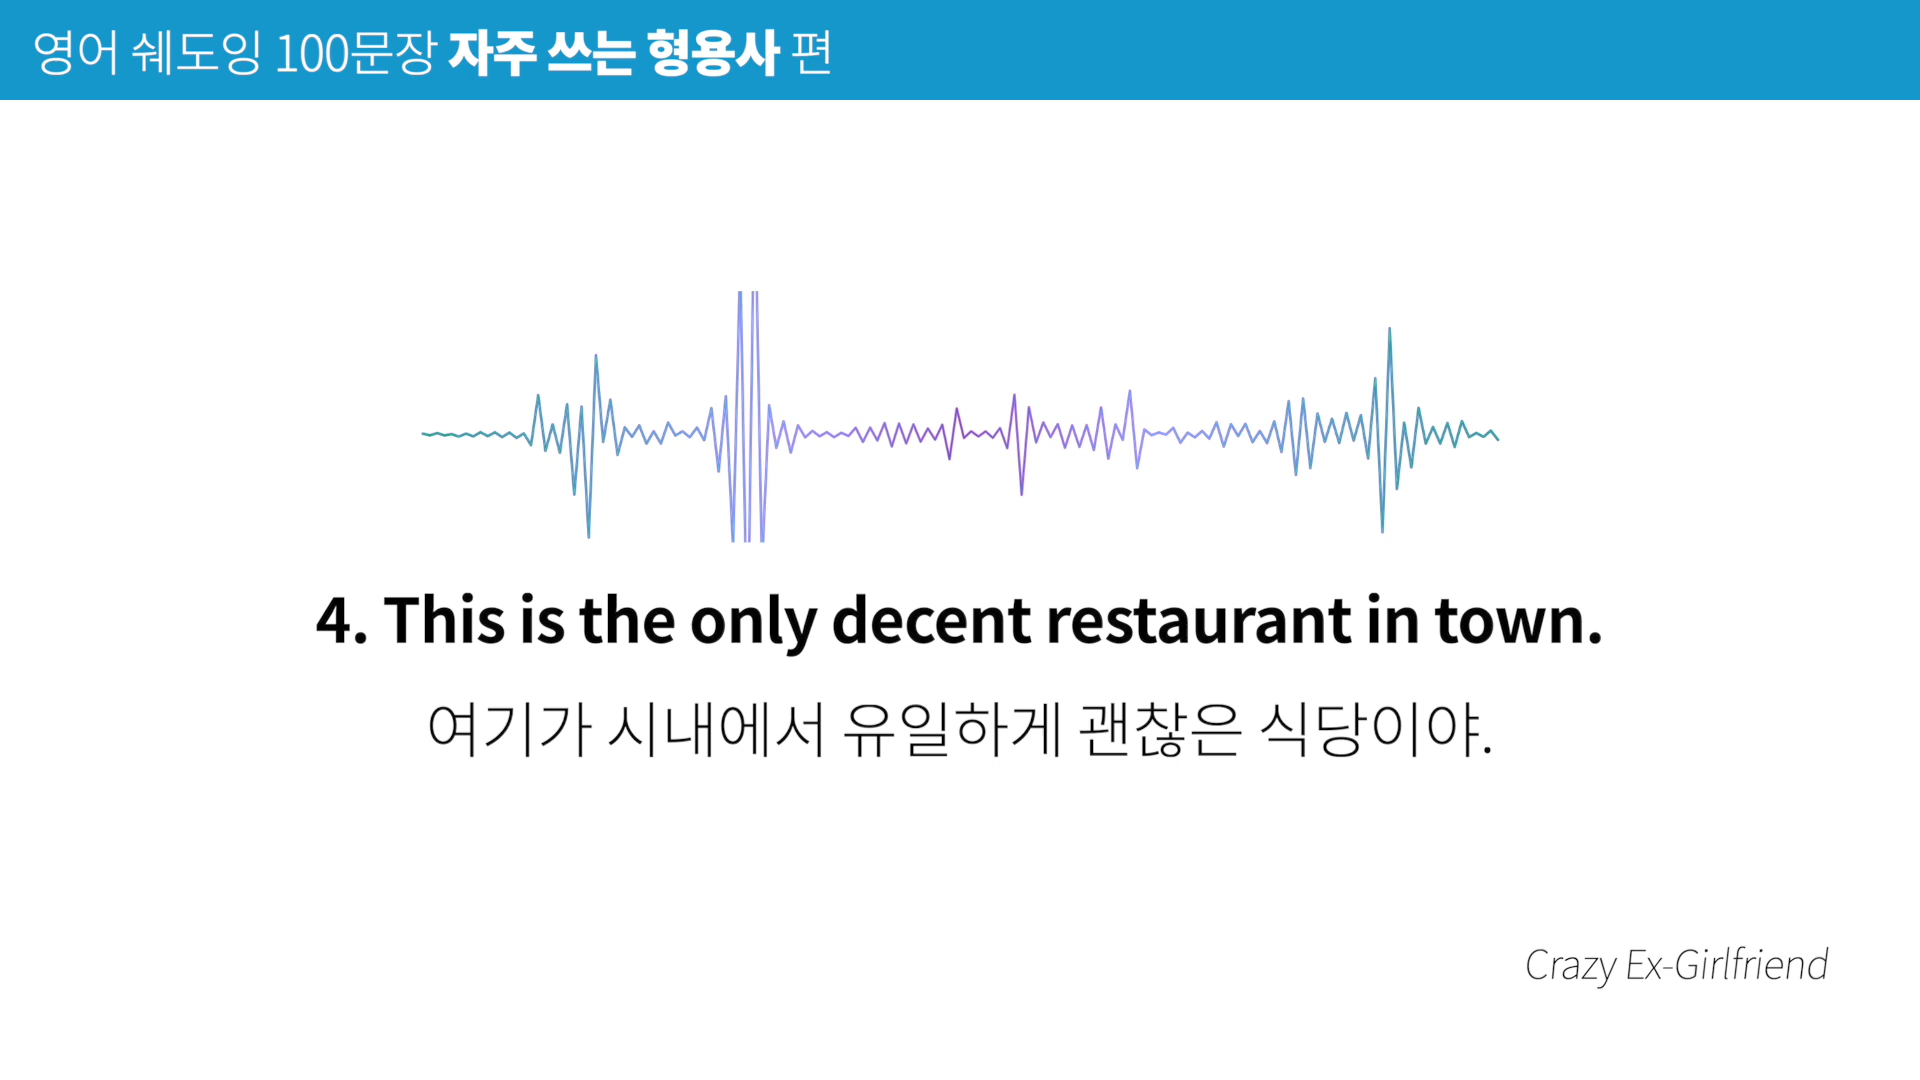 영어 쉐도잉 100문장 자주 쓰는 형용사 편
4. This is the only decent restaurant in town.
여기가 시내에서 유일하게 괜찮은 식당이야.
Crazy Ex-Girlfriend